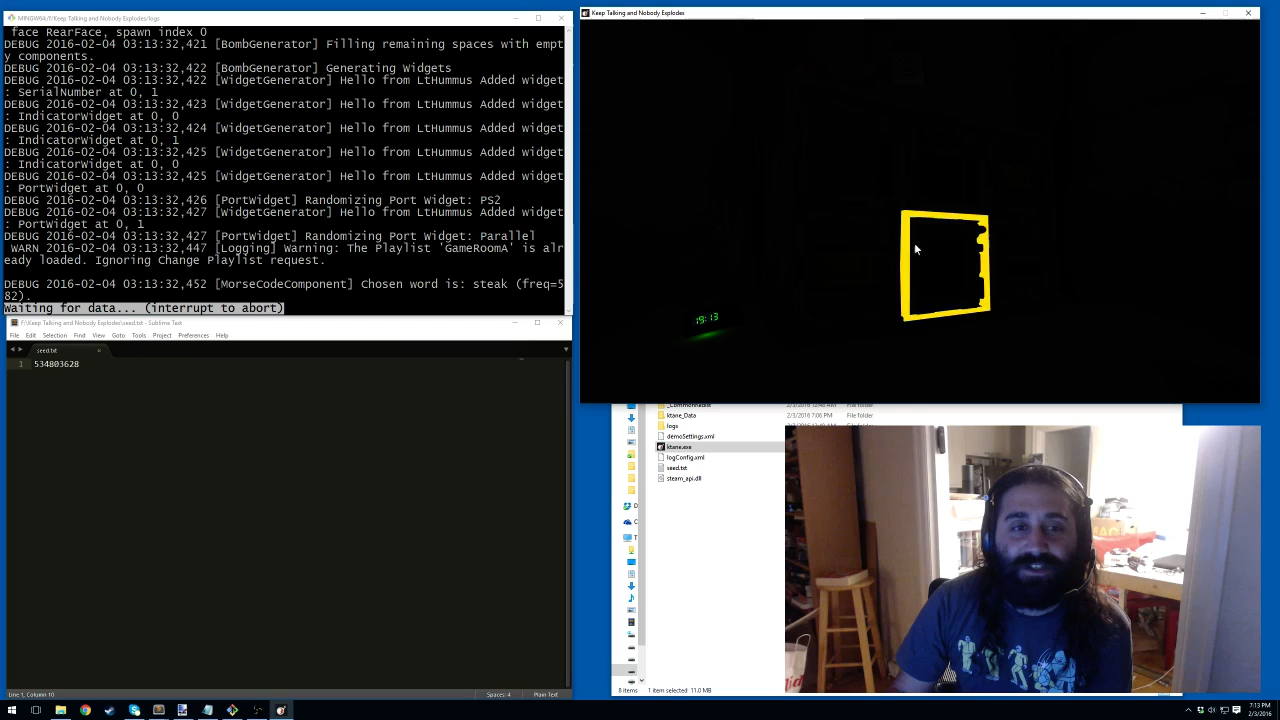 MINGW64:/f/Keep Talking and Nobody Explodes/logs
face RearFace, spawn index 0
DEBUG 2016-02-04 03:13:32,421 [BombGenerator] Filling remaining spaces with empt
y components.
DEBUG 2016-02-04 03:13:32,422 [BombGenerator] Generating Widgets
DEBUG 2016-02-04 03:13:32,422 [WidgetGenerator] Hello from LtHummus Added widget
: SerialNumber at 0, 1
DEBUG 2016-02-04 03:13:32,423 [WidgetGenerator] Hello from LtHummus Added widget
: IndicatorWidget at 0, 0
DEBUG 2016-02-04 03:13:32,424 [WidgetGenerator] Hello from LtHummus Added widget
: IndicatorWidget at 0, 1
DEBUG 2016-02-04 03:13:32,425 [WidgetGenerator] Hello from LtHummus Added widget
: IndicatorWidget at 0, 0
DEBUG 2016-02-04 03:13:32,425 [WidgetGenerator] Hello from LtHummus Added widget
: PortWidget at 0, 0
DEBUG 2016-02-04 03:13:32,426 [PortWidget] Randomizing Port Widget: PS2
DEBUG 2016-02-04 03:13:32,427 [WidgetGenerator] Hello from LtHummus Added widget
: PortWidget at 0, 1
DEBUG 2016-02-04 03:13:32,427 [PortWidget] Randomizing Port Widget: Parallel
WARN 2016-02-04 03:13:32,447 [Logging] Warning: The Playlist 'GameRoomA' is alr
eady loaded. Ignoring Change Playlist request.
DEBUG 2016-02-04 03:13:32,452 [MorseCodeComponent] Chosen word is: steak (freq=5
82).
Waiting for data... (interrupt to abort)
F:\Keep Talking and Nobody Explodes\seed.txt - Sublime Text
File Edit Selection Find View Goto Tools Project Preferences Help
seed.txt
1 534803628
Line 1, Column 10
Spaces: 4
Plain Text
Keep Talking and Nobody Explodes
19:13
_CommonRedist
File folder
ktane_Data
2/3/2016 7:06 PM
File folder
logs
File folder
demoSettings.xml
ktane.exe
logConfig.xml
seed.txt
steam_api.dll
8 items
1 item selected 11.0 MB
7:13 PM
2/3/2016